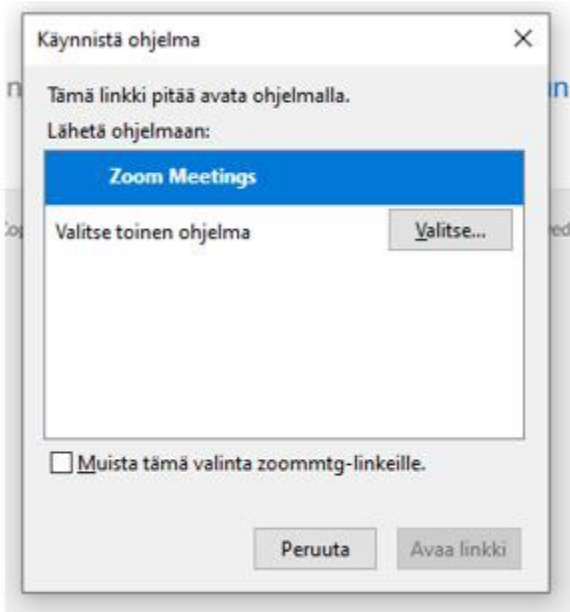 Käynnistä ohjelma
Tämä linkki pitää avata ohjelmalla.
Lähetä ohjelmaan:
Zoom Meetings
Valitse toinen ohjelma Valitse...
Muista tämä valinta zoommtg-linkeille.
Peruuta Avaa linkki